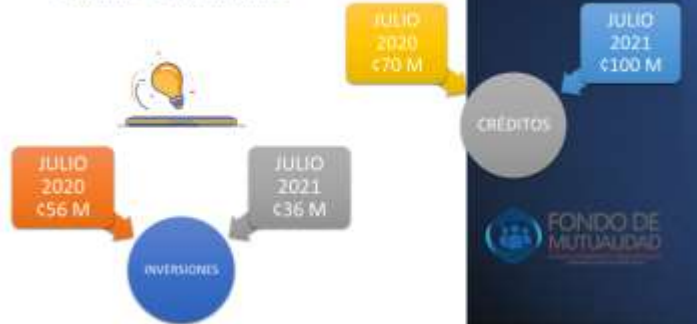 JULIO
2020
¢70 M
JULIO
2021
¢100 M
CRÉDITOS
JULIO
2020
¢56 M
JULIO
2021
¢36 M
INVERSIONES
FONDO DE
MUTUALIDAD